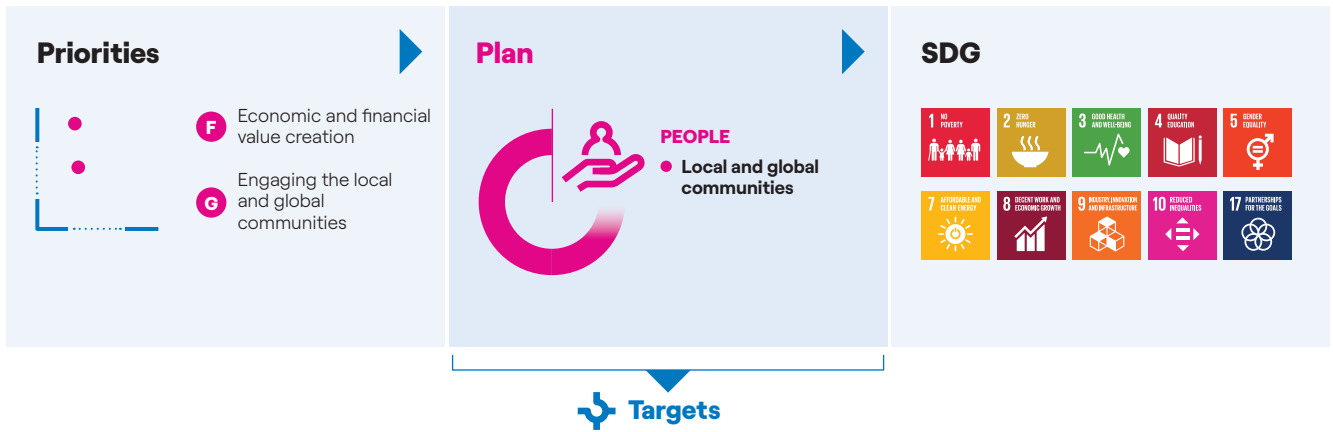 Priorities
F
Economic and financial
value creation
G
Engaging the local
and global
communities
Plan
PEOPLE
Local and global
communities
SDG
1 NO
POVERTY
2 ZERO
HUNGER
3 GOOD HEALTH
AND WELL-BEING
4 QUALITY
EDUCATION
5 GENDER
EQUALITY
7 AFFORDABLE AND
CLEAN ENERGY
8 DECENT WORK AND
ECONOMIC GROWTH
9 INDUSTRY, INNOVATION
AND INFRASTRUCTURE
10 REDUCED
INEQUALITIES
17 PARTNERSHIPS
FOR THE GOALS
Targets